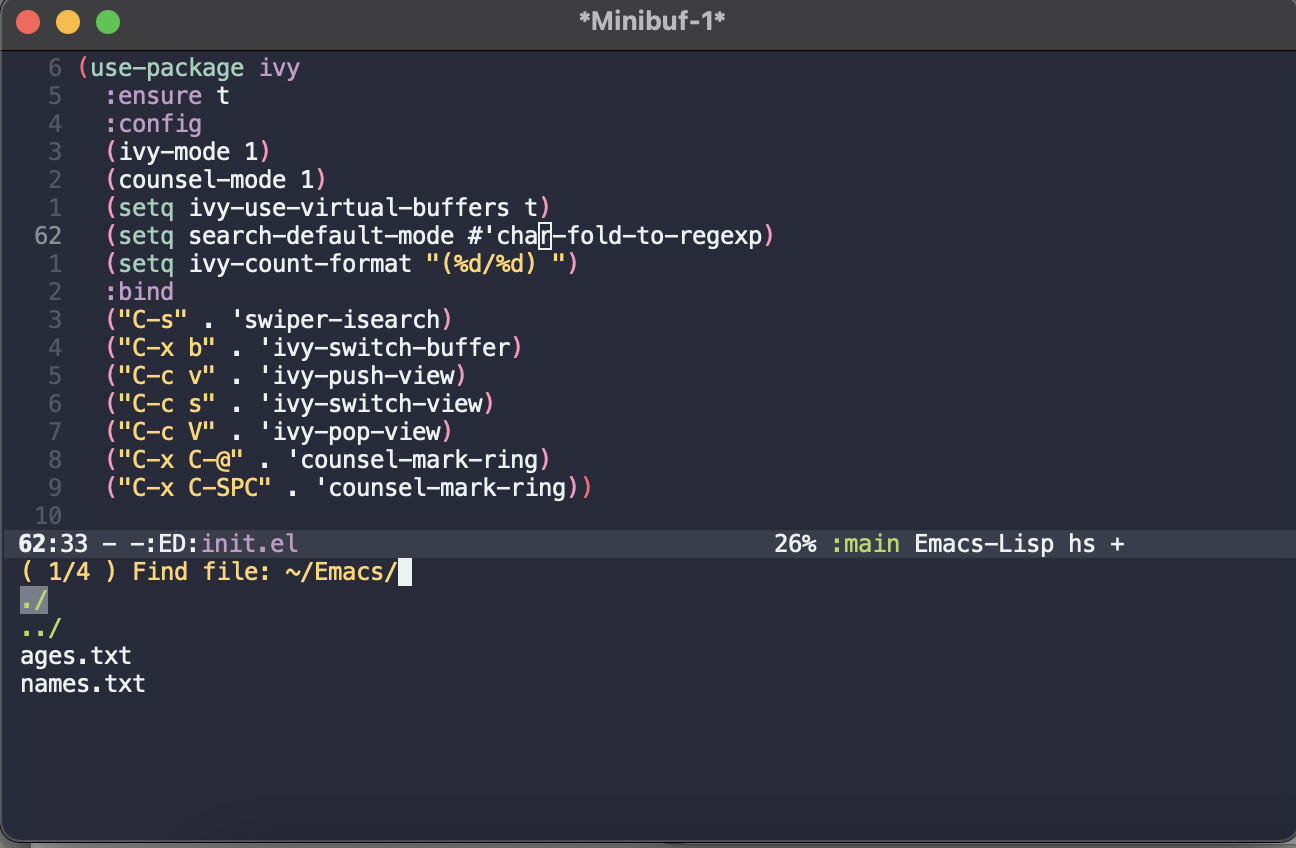 *Minibuf-1*
6 (use-package ivy
5 :ensure t
4 :config
3 (ivy-mode 1)
2 (counsel-mode 1)
1 (setq ivy-use-virtual-buffers t)
62 (setq search-default-mode #'char-fold-to-regexp)
1 (setq ivy-count-format "(%d/%d) ")
2 :bind
3 ("C-s" . 'swiper-isearch)
4 ("C-x b" . 'ivy-switch-buffer)
5 ("C-c v" . 'ivy-push-view)
6 ("C-c s" . 'ivy-switch-view)
7 ("C-c V" . 'ivy-pop-view)
8 ("C-x C-@" . 'counsel-mark-ring)
9 ("C-x C-SPC" . 'counsel-mark-ring))
10
62:33 - -:ED:init.el 26% :main Emacs-Lisp hs +
( 1/4 ) Find file: ~/Emacs/
./
../
ages.txt
names.txt